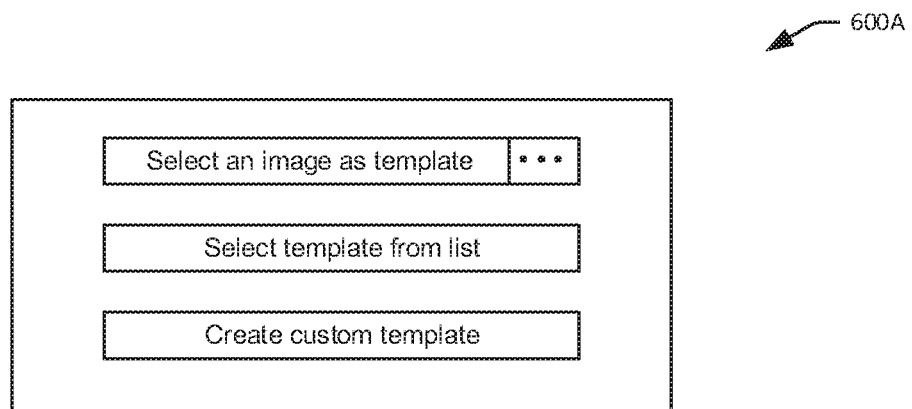 600A
Select an image as template ...
Select template from list
Create custom template